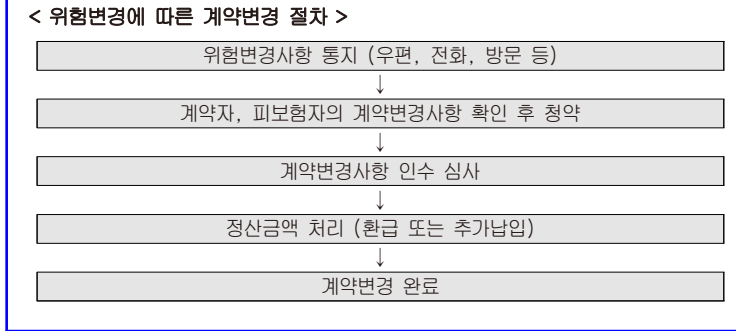 < 위험변경에 따른 계약변경 절차 >
위험변경사항 통지 (우편, 전화, 방문 등)
↓
계약자, 피보험자의 계약변경사항 확인 후 청약
↓
계약변경사항 인수 심사
↓
정산금액 처리 (환급 또는 추가납입)
↓
계약변경 완료